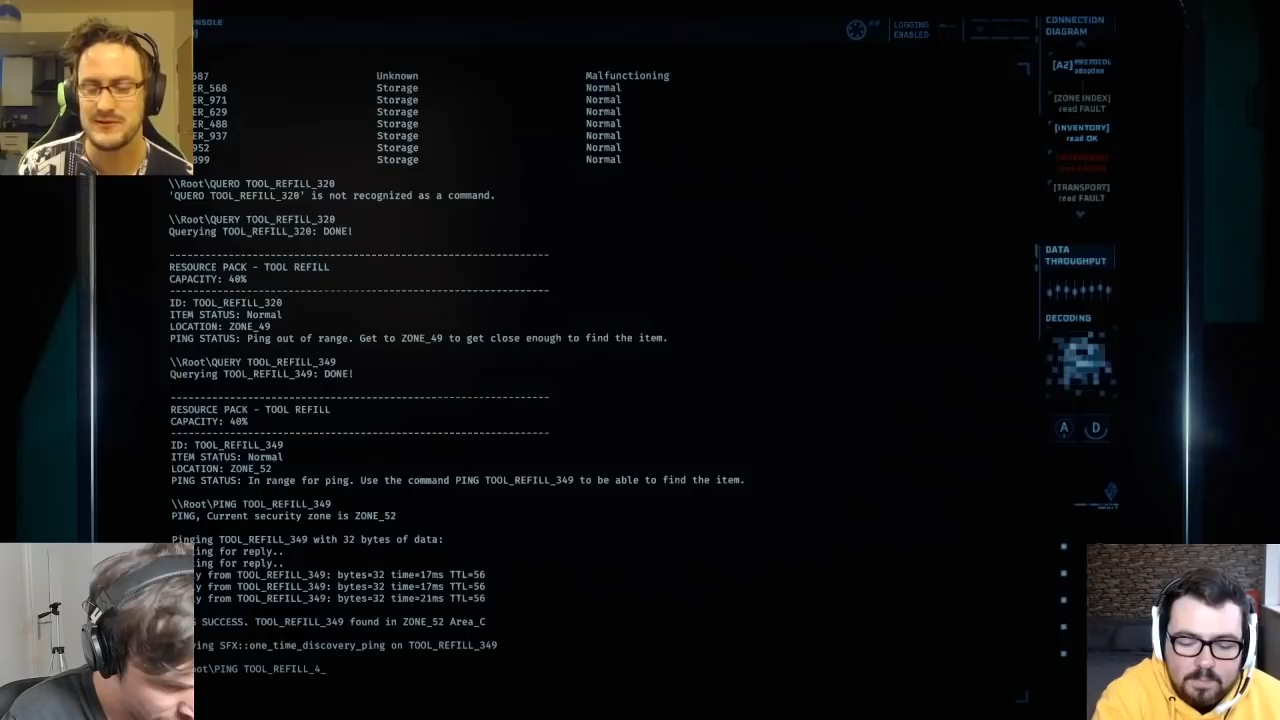 NSOLE
LOGGING
ENABLED
CONNECTION
DIAGRAM
[A2] PROTOCOL
adoption
[ZONE INDEX]
read FAULT
[INVENTORY]
read OK
[TRANSPORT]
read FAULT
DATA
THROUGHPUT
DECODING
A D
587 Unknown Malfunctioning
ER_568 Storage Normal
ER_971 Storage Normal
ER_629 Storage Normal
ER_488 Storage Normal
ER_937 Storage Normal
952 Storage Normal
899 Storage Normal
\\Root\QUERO TOOL_REFILL_320
'QUERO TOOL_REFILL_320' is not recognized as a command.
\\Root\QUERY TOOL_REFILL_320
Querying TOOL_REFILL_320: DONE!
RESOURCE PACK - TOOL REFILL
CAPACITY: 40%
ID: TOOL_REFILL_320
ITEM STATUS: Normal
LOCATION: ZONE_49
PING STATUS: Ping out of range. Get to ZONE_49 to get close enough to find the item.
\\Root\QUERY TOOL_REFILL_349
Querying TOOL_REFILL_349: DONE!
RESOURCE PACK - TOOL REFILL
CAPACITY: 40%
ID: TOOL_REFILL_349
ITEM STATUS: Normal
LOCATION: ZONE_52
PING STATUS: In range for ping. Use the command PING TOOL_REFILL_349 to be able to find the item.
\\Root\PING TOOL_REFILL_349
PING, Current security zone is ZONE_52
Pinging TOOL_REFILL_349 with 32 bytes of data:
ing for reply..
ing for reply..
y from TOOL_REFILL_349: bytes=32 time=17ms TTL=56
y from TOOL_REFILL_349: bytes=32 time=17ms TTL=56
y from TOOL_REFILL_349: bytes=32 time=21ms TTL=56
SUCCESS. TOOL_REFILL_349 found in ZONE_52 Area_C
ying SFX::one_time_discovery_ping on TOOL_REFILL_349
oot\PING TOOL_REFILL_4_